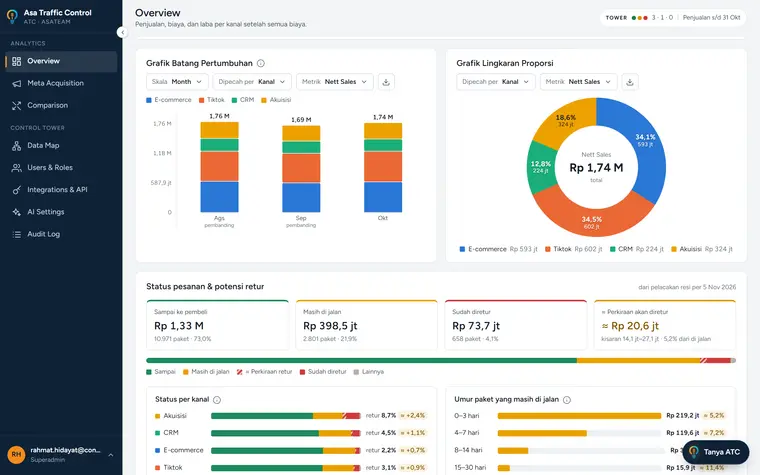 Asa Traffic Control
ATC · ASATEAM
ANALYTICS
Overview
Meta Acquisition
Comparison
CONTROL TOWER
Data Map
Users & Roles
Integrations & API
AI Settings
Audit Log
RH
rahmat.hidayat@con...
Superadmin
Overview
Penjualan, biaya, dan laba per kanal setelah semua biaya.
TOWER 3 · 1 · 0 Penjualan s/d 31 Okt
Grafik Batang Pertumbuhan
Skala Month
Dipecah per Kanal
Metrik Nett Sales
E-commerce Tiktok CRM Akuisisi
1,76 M
1,18 M
587,9 jt
0
1,76 M
1,69 M
1,74 M
Ags
pembanding
Sep
pembanding
Okt
Grafik Lingkaran Proporsi
Dipecah per Kanal
Metrik Nett Sales
18,6%
324 jt
34,1%
593 jt
12,8%
224 jt
34,5%
602 jt
Nett Sales
Rp 1,74 M
total
E-commerce Rp 593 jt Tiktok Rp 602 jt CRM Rp 224 jt Akuisisi Rp 324 jt
Status pesanan & potensi retur
dari pelacakan resi per 5 Nov 2026
Sampai ke pembeli
Rp 1,33 M
10.971 paket · 73,0%
Masih di jalan
Rp 398,5 jt
2.801 paket · 21,9%
Sudah diretur
Rp 73,7 jt
658 paket · 4,1%
≈ Perkiraan akan diretur
≈ Rp 20,6 jt
kisaran 14,1 jt–27,1 jt · 5,2% dari di jalan
Sampai Masih di jalan ≈ Perkiraan retur Sudah diretur Lainnya
Status per kanal
Akuisisi retur 8,7% ≈ +2,4%
CRM retur 4,5% ≈ +1,1%
E-commerce retur 2,2% ≈ +0,7%
Tiktok retur 3,1% ≈ +0,9%
Umur paket yang masih di jalan
0–3 hari Rp 219,2 jt ≈ 5,2%
4–7 hari Rp 119,6 jt ≈ 7,2%
8–14 hari
15–30 hari Rp 15,9 jt ≈ 11,4%
Tanya ATC